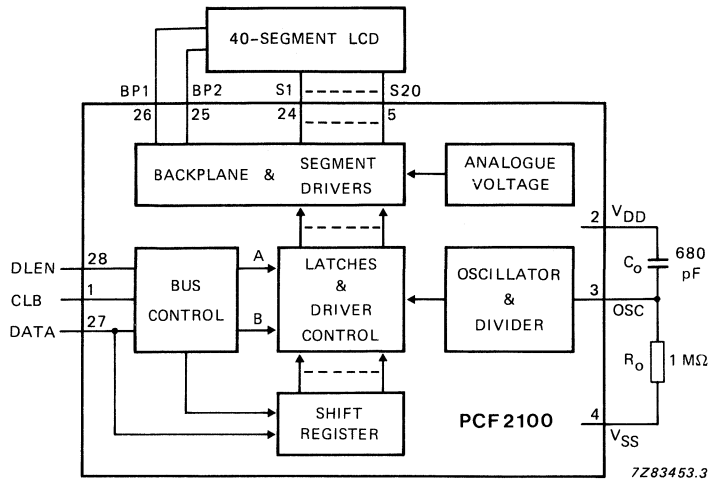 40-SEGMENT LCD
BP1 BP2 S1 S20
26 25 24 5
BACKPLANE & SEGMENT DRIVERS
ANALOGUE VOLTAGE
2 VDD
Co 680 pF
DLEN 28
CLB 1
DATA 27
BUS CONTROL
A
B
LATCHES
&
DRIVER
CONTROL
OSCILLATOR
&
DIVIDER
3 OSC
Ro 1 MΩ
SHIFT
REGISTER
PCF2100
4 VSS
7Z83453.3